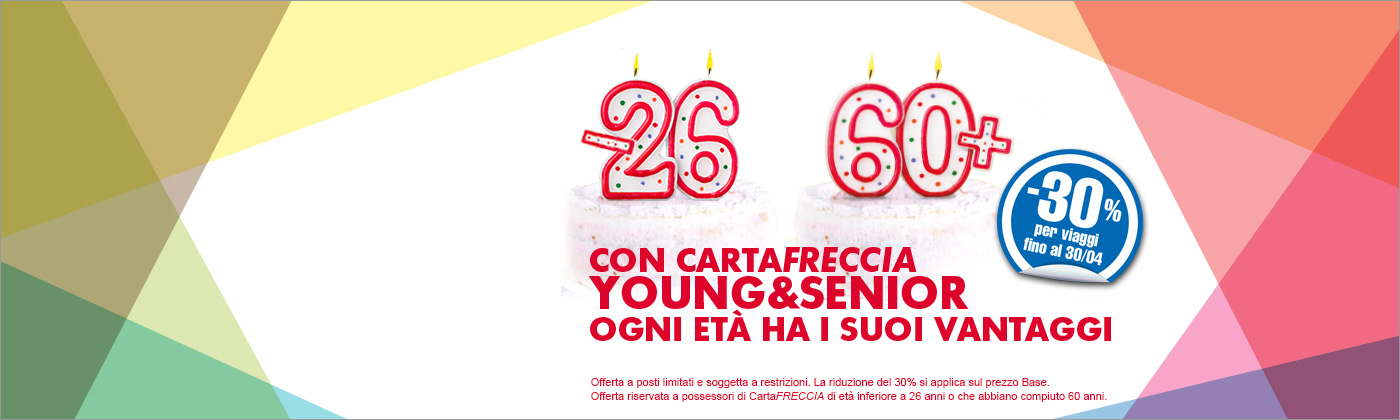 -26
60+
-30%
per viaggi
fino al 30/04
CON CARTAFRECCIA
YOUNG&SENIOR
OGNI ETÀ HA I SUOI VANTAGGI
Offerta a posti limitati e soggetta a restrizioni. La riduzione del 30% si applica sul prezzo Base.
Offerta riservata a possessori di CartaFRECCIA di età inferiore a 26 anni o che abbiano compiuto 60 anni.